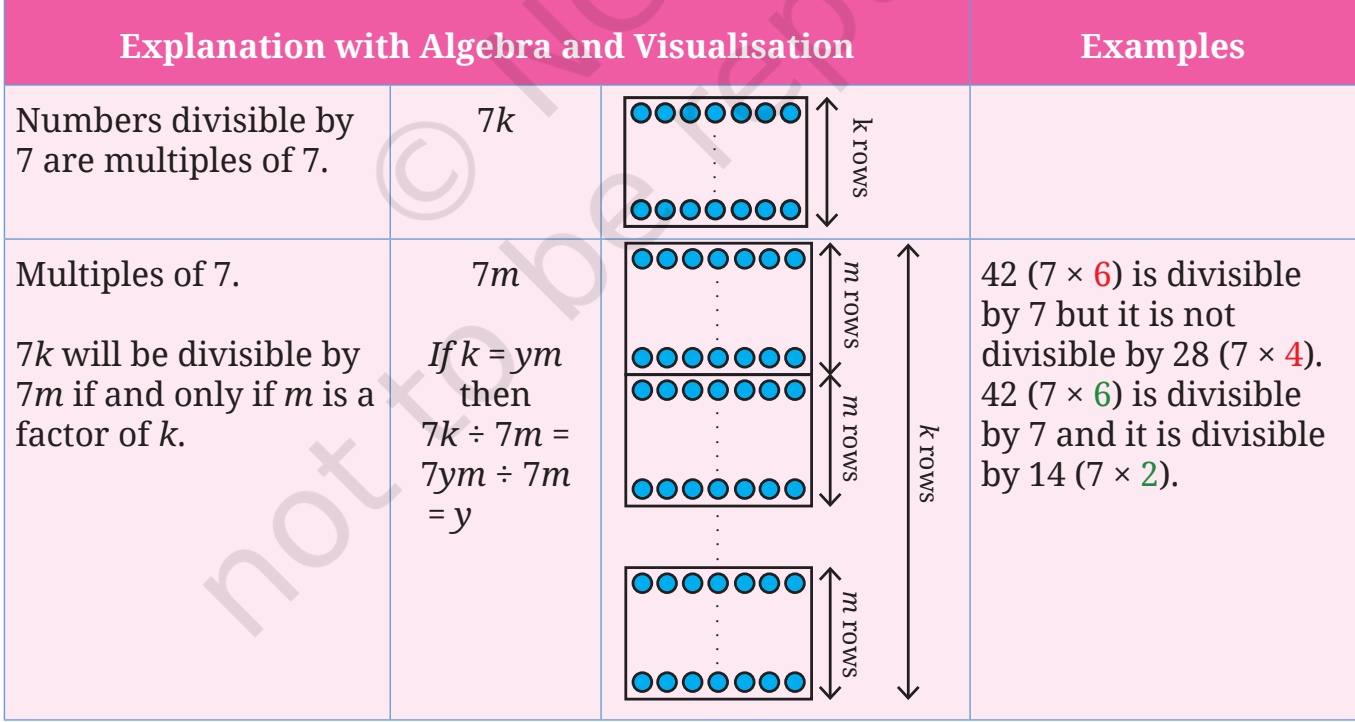 Explanation with Algebra and Visualisation
Examples
Numbers divisible by
7 are multiples of 7.
7k
k rows
Multiples of 7.
7k will be divisible by
7m if and only if m is a
factor of k.
7m
If k = ym
then
7k ÷ 7m =
7ym ÷ 7m
= y
m rows
m rows
m rows
k rows
42 (7 × 6) is divisible
by 7 but it is not
divisible by 28 (7 × 4).
42 (7 × 6) is divisible
by 7 and it is divisible
by 14 (7 × 2).
©
not to be